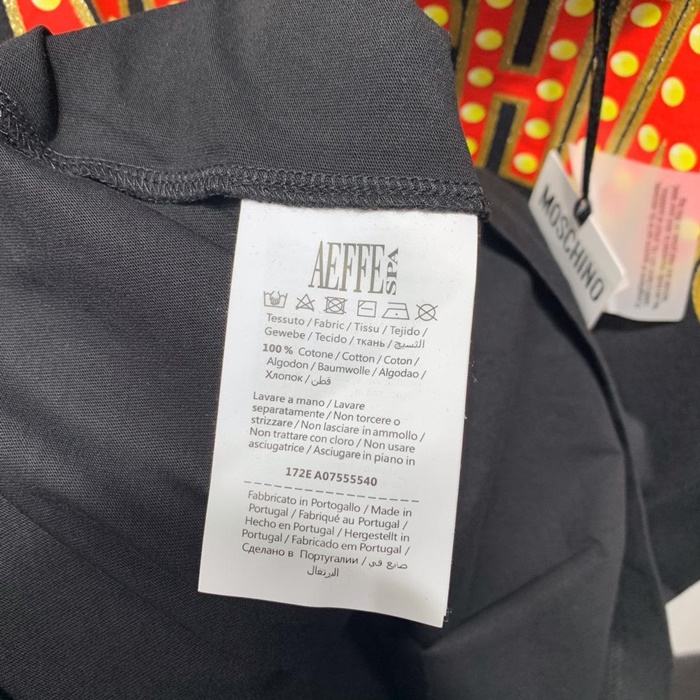 AEFFE SPA
Tessuto / Fabric / Tissu / Tejido /
Gewebe / Tecido / ткань / النسيج
100 % Cotone / Cotton / Coton /
Algodon / Baumwolle / Algodao /
Хлопок / قطن
Lavare a mano / Lavare
separatamente / Non torcere o
strizzare / Non lasciare in ammollo /
Non trattare con cloro / Non usare
asciugatrice / Asciugare in piano in
172E A07555540
Fabbricato in Portogallo / Made in
Portugal / Fabriqué au Portugal /
Hecho en Portugal / Hergestellt in
Portugal / Fabricado em Portugal /
Сделано в Португалии / صانع في
البرتغال
MOSCHINO